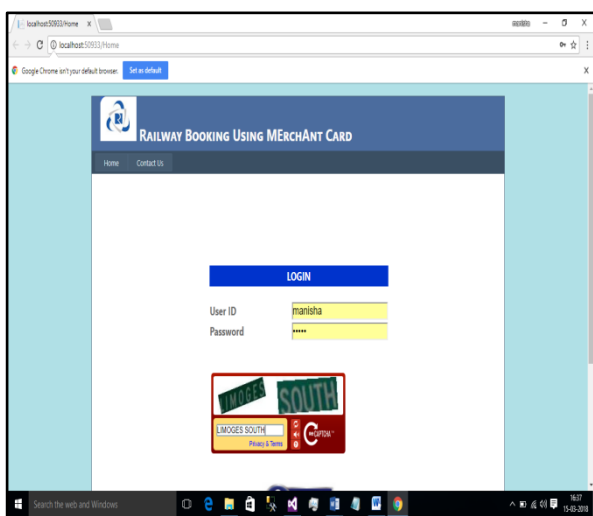 localhost:50933/Home
localhost:50933/Home
Google Chrome isn't your default browser. Set as default
RAILWAY BOOKING USING MERCHANT CARD
Home Contact Us
LOGIN
User ID manisha
Password •••••
LIMOGES SOUTH
LIMOGES SOUTH
Privacy & Terms
CAPTCHA™
Search the web and Windows
16:37
15-03-2018